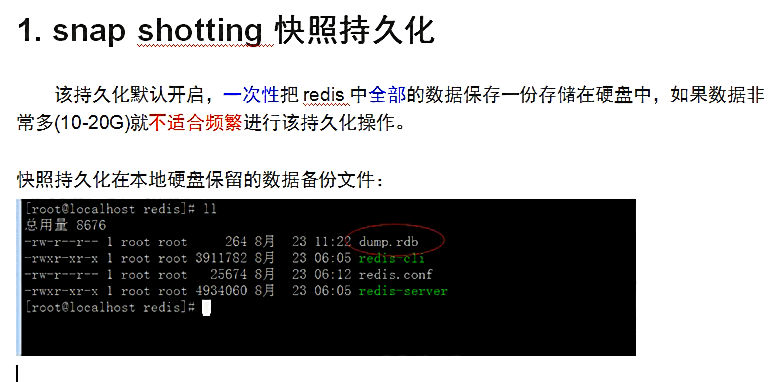 1. snap shotting 快照持久化
该持久化默认开启，一次性把 redis 中全部的数据保存一份存储在硬盘中，如果数据非
常多(10-20G)就不适合频繁进行该持久化操作。
快照持久化在本地硬盘保留的数据备份文件：
[root@localhost redis]# ll
总用量 8676
-rw-r--r-- 1 root root     264 8月  23 11:22 dump.rdb
-rwxr-xr-x 1 root root 3911782 8月  23 06:05 redis-cli
-rw-r--r-- 1 root root   25674 8月  23 06:12 redis.conf
-rwxr-xr-x 1 root root 4934060 8月  23 06:05 redis-server
[root@localhost redis]#